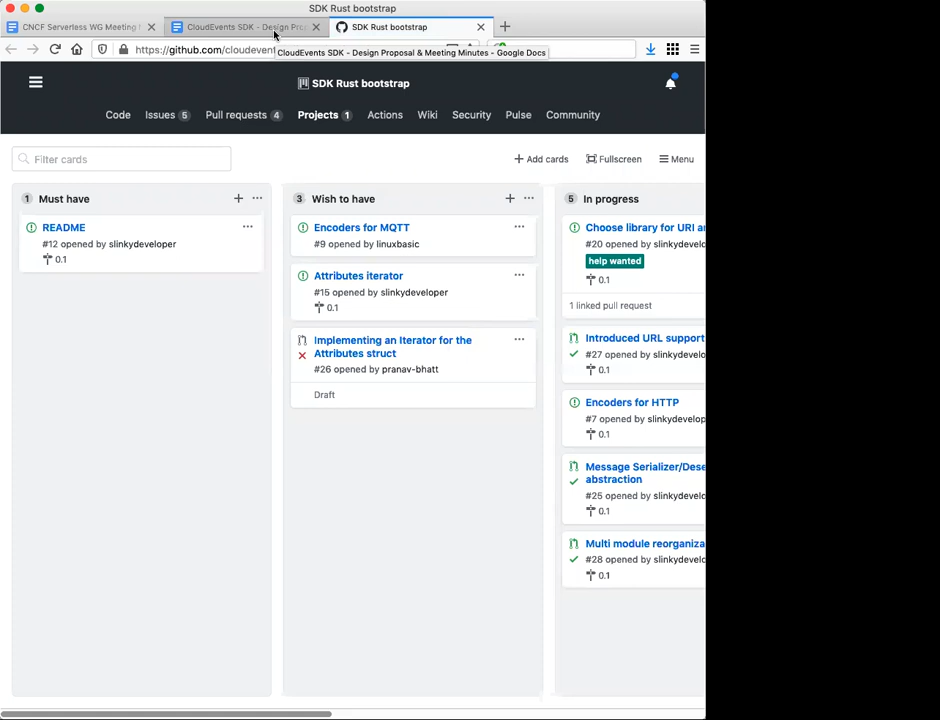 SDK Rust bootstrap
CNCF Serverless WG Meeting
CloudEvents SDK - Design Pro
SDK Rust bootstrap
https://github.com/cloudevent
CloudEvents SDK - Design Proposal & Meeting Minutes - Google Docs
SDK Rust bootstrap
Code Issues 5 Pull requests 4 Projects 1 Actions Wiki Security Pulse Community
Filter cards
+ Add cards Fullscreen Menu
1 Must have
README
#12 opened by slinkydeveloper
0.1
3 Wish to have
Encoders for MQTT
#9 opened by linuxbasic
Attributes iterator
#15 opened by slinkydeveloper
0.1
Implementing an Iterator for the
Attributes struct
#26 opened by pranav-bhatt
Draft
5 In progress
Choose library for URI a
#20 opened by slinkydevel
help wanted
0.1
1 linked pull request
Introduced URL support
#27 opened by slinkydevelo
0.1
Encoders for HTTP
#7 opened by slinkydevelop
0.1
Message Serializer/Dese
abstraction
#25 opened by slinkydevelo
0.1
Multi module reorganiza
#28 opened by slinkydevelo
0.1